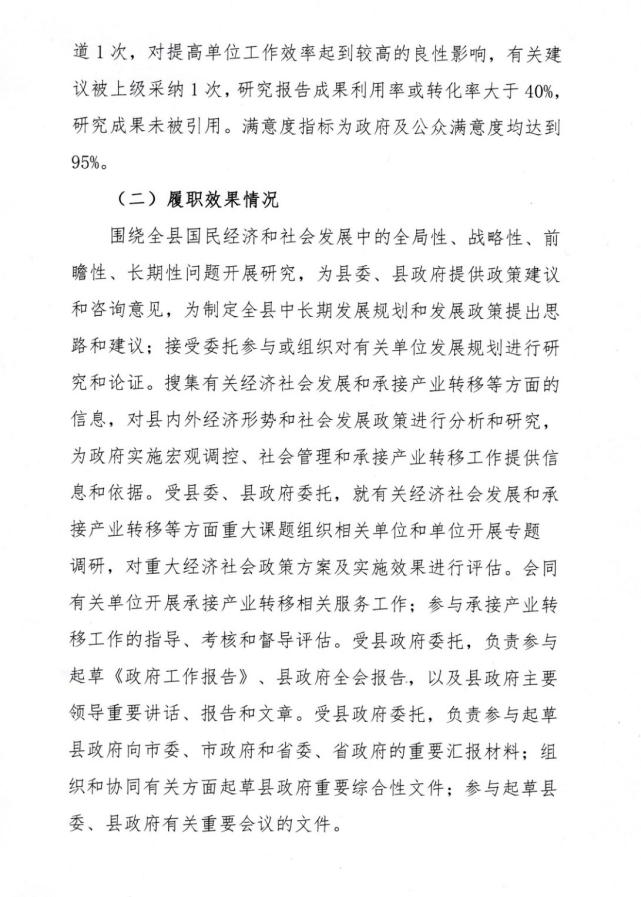 道 1 次，对提高单位工作效率起到较高的良性影响，有关建
议被上级采纳 1 次，研究报告成果利用率或转化率大于 40%，
研究成果未被引用。满意度指标为政府及公众满意度均达到
95%。
（二）履职效果情况
围绕全县国民经济和社会发展中的全局性、战略性、前
瞻性、长期性问题开展研究，为县委、县政府提供政策建议
和咨询意见，为制定全县中长期发展规划和发展政策提出思
路和建议；接受委托参与或组织对有关单位发展规划进行研
究和论证。搜集有关经济社会发展和承接产业转移等方面的
信息，对县内外经济形势和社会发展政策进行分析和研究，
为政府实施宏观调控、社会管理和承接产业转移工作提供信
息和依据。受县委、县政府委托，就有关经济社会发展和承
接产业转移等方面重大课题组织相关单位和单位开展专题
调研，对重大经济社会政策方案及实施效果进行评估。会同
有关单位开展承接产业转移相关服务工作；参与承接产业转
移工作的指导、考核和督导评估。受县政府委托，负责参与
起草《政府工作报告》、县政府全会报告，以及县政府主要
领导重要讲话、报告和文章。受县政府委托，负责参与起草
县政府向市委、市政府和省委、省政府的重要汇报材料；组
织和协同有关方面起草县政府重要综合性文件；参与起草县
委、县政府有关重要会议的文件。